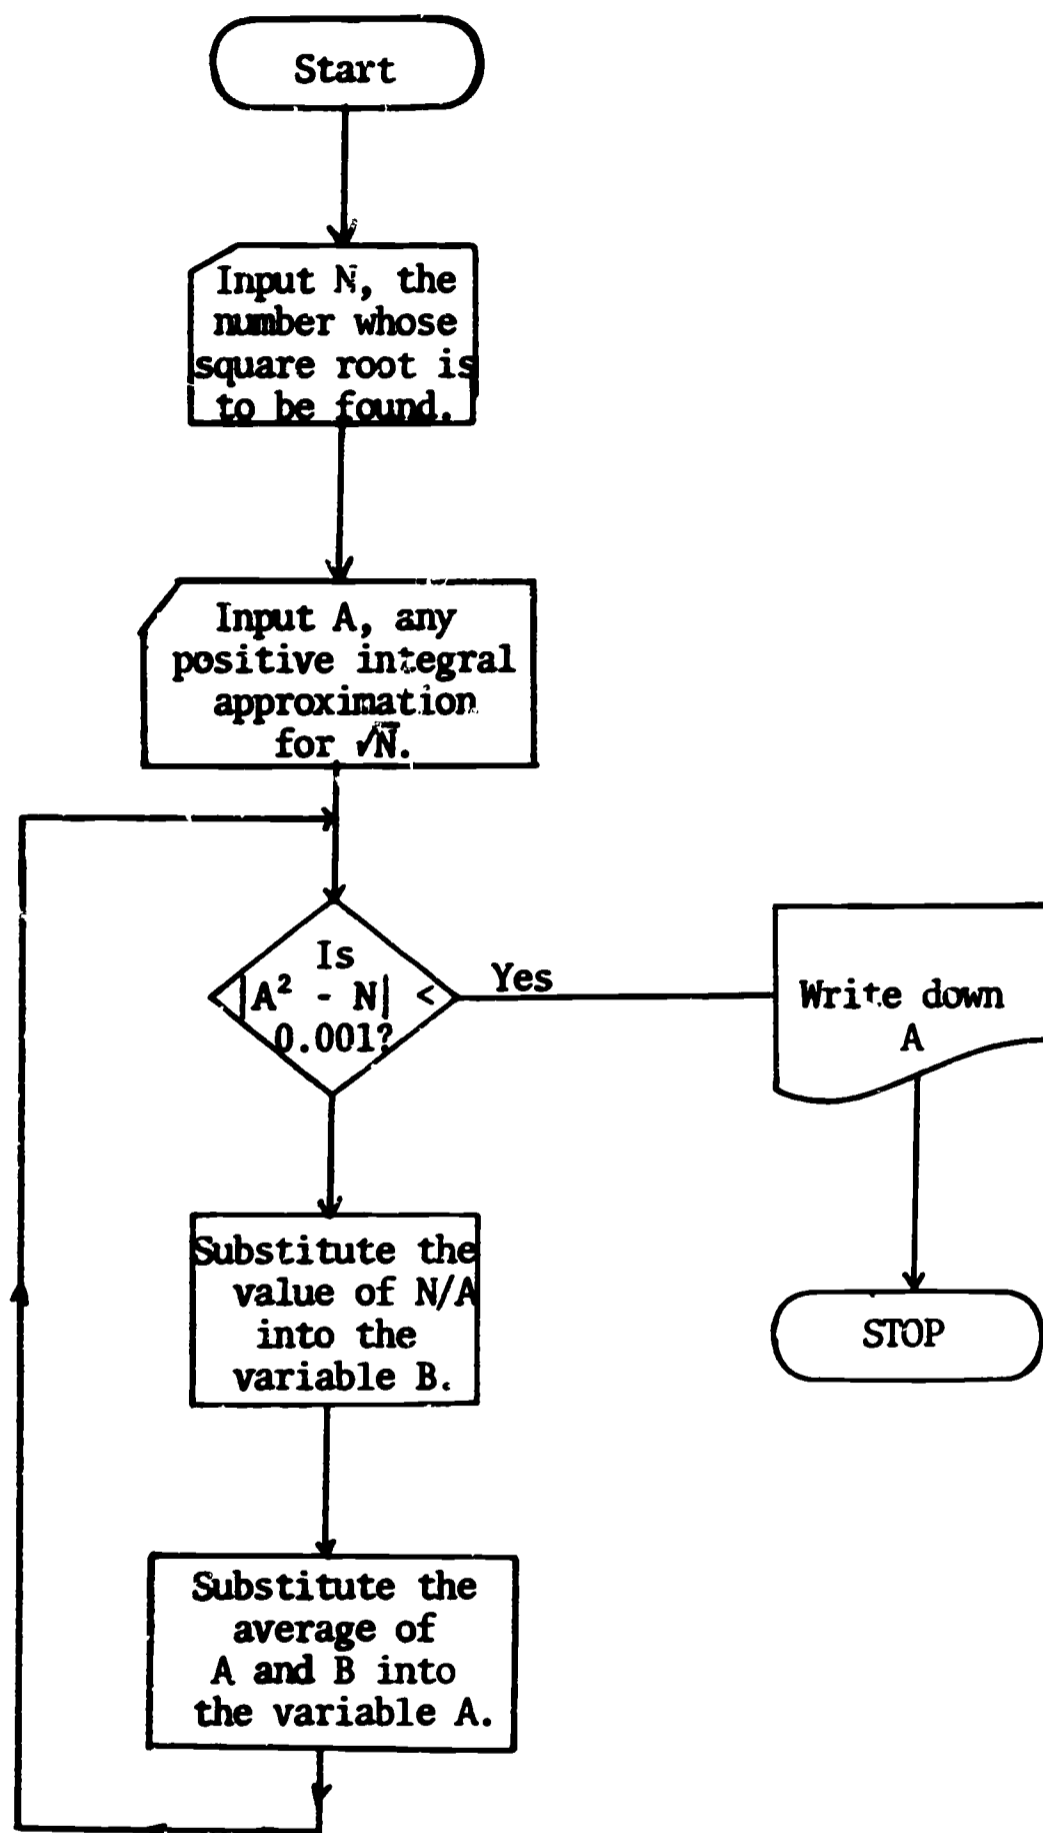 Start
Input N, the
number whose
square root is
to be found.
Input A, any
positive integral
approximation
for √N.
Is
|A² - N| <
0.001?
Yes
Write down
A
STOP
Substitute the
value of N/A
into the
variable B.
Substitute the
average of
A and B into
the variable A.